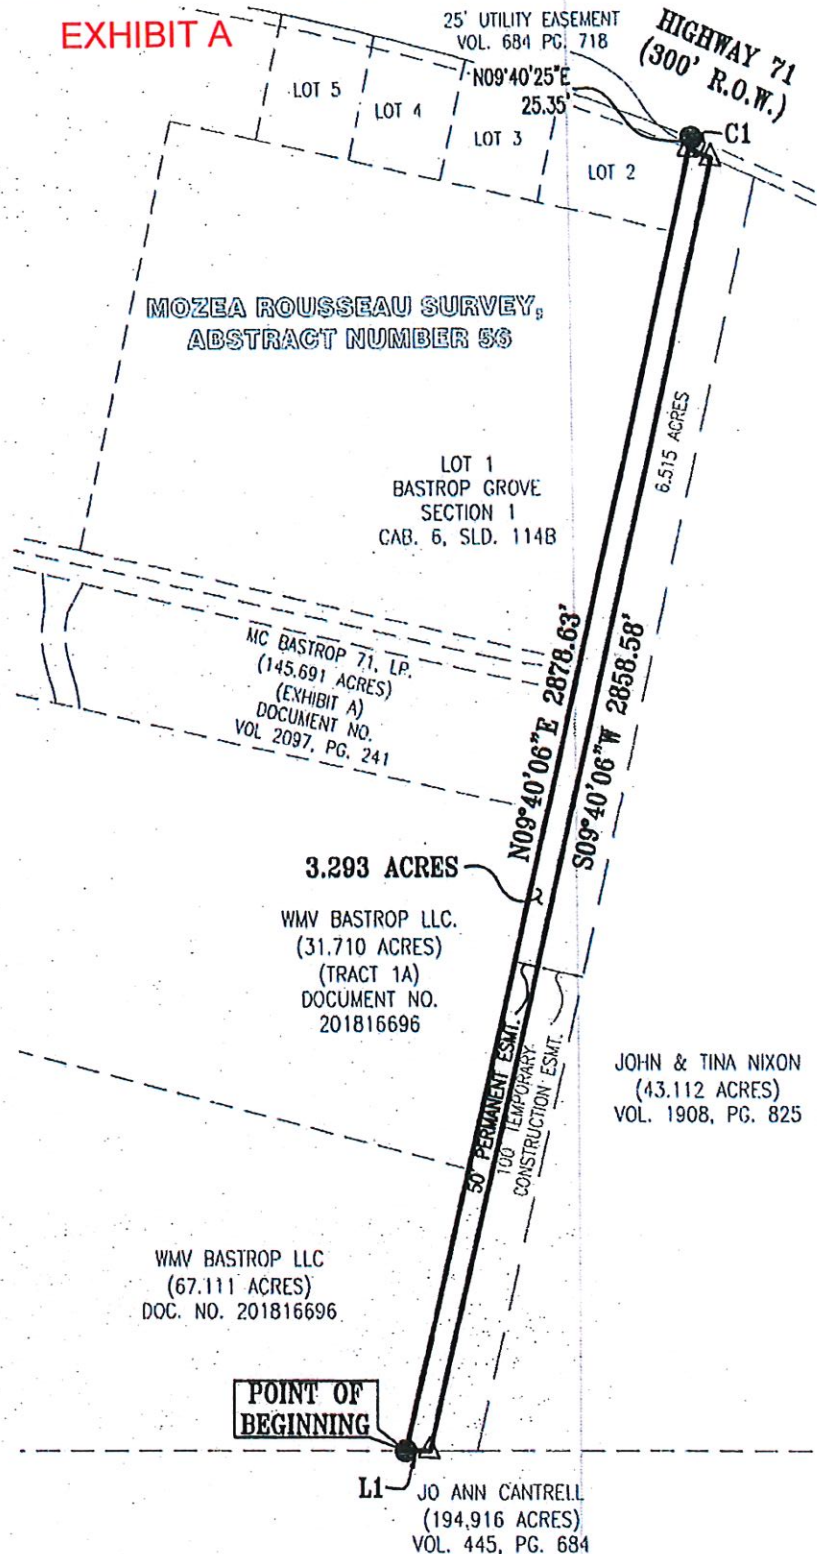 EXHIBIT A
25' UTILITY EASEMENT
VOL. 684 PG. 718
HIGHWAY 71
(300' R.O.W.)
N09°40'25"E
25.35'
C1
LOT 5
LOT 4
LOT 3
LOT 2
MOZEA ROUSSEAU SURVEY,
ABSTRACT NUMBER 56
6.515 ACRES
LOT 1
BASTROP GROVE
SECTION 1
CAB. 6, SLD. 114B
MC BASTROP 71, LP.
(145.691 ACRES)
(EXHIBIT A)
DOCUMENT NO.
VOL 2097, PG. 241
N09°40'06"E 2878.63'
S09°40'06"W 2858.58'
3.293 ACRES
WMV BASTROP LLC.
(31.710 ACRES)
(TRACT 1A)
DOCUMENT NO.
201816696
50' PERMANENT ESMT.
100' TEMPORARY
CONSTRUCTION ESMT.
JOHN & TINA NIXON
(43.112 ACRES)
VOL. 1908, PG. 825
WMV BASTROP LLC
(67.111 ACRES)
DOC. NO. 201816696
POINT OF
BEGINNING
L1
JO ANN CANTRELL
(194,916 ACRES)
VOL. 445, PG. 684